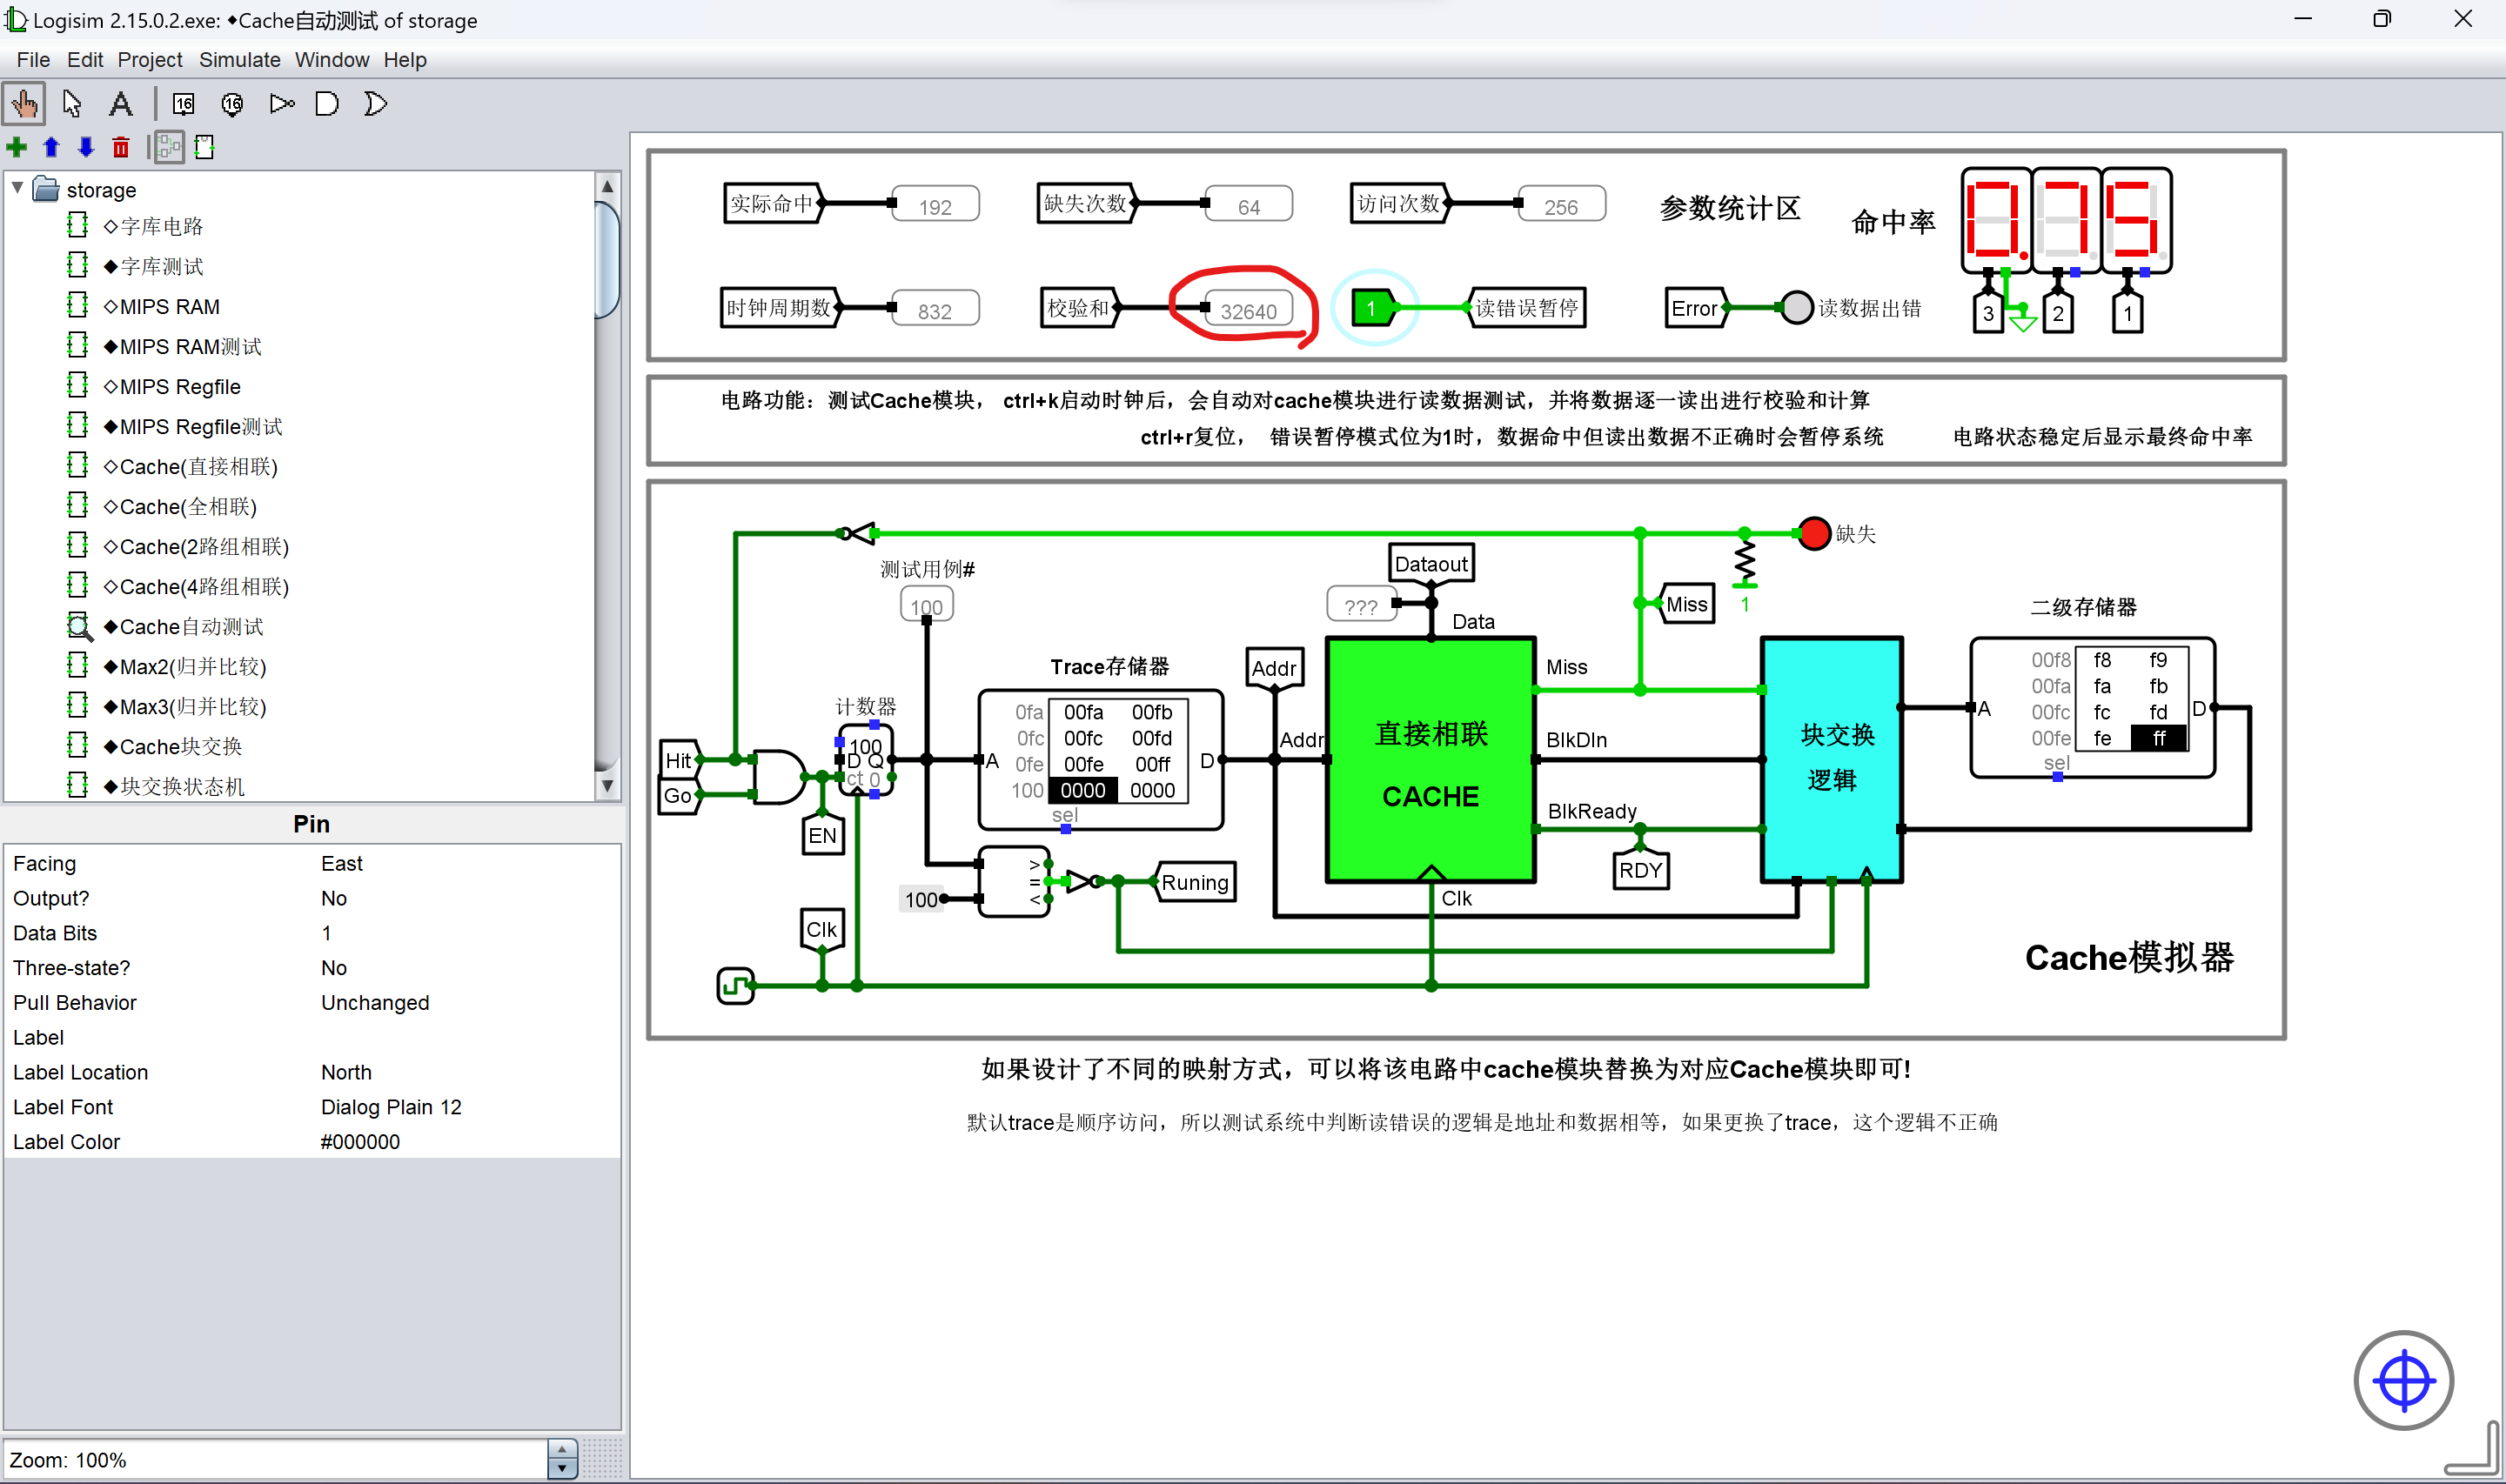 Logisim 2.15.0.2.exe: ◆Cache自动测试 of storage
File Edit Project Simulate Window Help
storage
◇字库电路
◆字库测试
◇MIPS RAM
◆MIPS RAM测试
◇MIPS Regfile
◆MIPS Regfile测试
◇Cache(直接相联)
◇Cache(全相联)
◇Cache(2路组相联)
◇Cache(4路组相联)
◆Cache自动测试
◆Max2(归并比较)
◆Max3(归并比较)
◆Cache块交换
◆块交换状态机
Pin
Facing East
Output? No
Data Bits 1
Three-state? No
Pull Behavior Unchanged
Label
Label Location North
Label Font Dialog Plain 12
Label Color #000000
Zoom: 100%
实际命中 192 缺失次数 64 访问次数 256 参数统计区 命中率 0.75
时钟周期数 832 校验和 32640 1 读错误暂停 Error 读数据出错 3 2 1
电路功能：测试Cache模块， ctrl+k启动时钟后，会自动对cache模块进行读数据测试，并将数据逐一读出进行校验和计算
ctrl+r复位， 错误暂停模式位为1时，数据命中但读出数据不正确时会暂停系统 电路状态稳定后显示最终命中率
缺失
测试用例#
100
Dataout
???
Data
Miss
1
二级存储器
00f8 f8 f9
00fa fa fb
00fc fc fd
00fe fe ff
A D
sel
Trace存储器
0fa 00fa 00fb
0fc 00fc 00fd
0fe 00fe 00ff
100 0000 0000
A D
sel
Addr
Addr
Miss
直接相联
CACHE
BlkDIn
BlkReady
块交换
逻辑
计数器
100
D Q
ct 0
Hit
Go
EN
RDY
>
=
<
Runing
100
Clk
Clk
Cache模拟器
如果设计了不同的映射方式，可以将该电路中cache模块替换为对应Cache模块即可!
默认trace是顺序访问，所以测试系统中判断读错误的逻辑是地址和数据相等，如果更换了trace，这个逻辑不正确